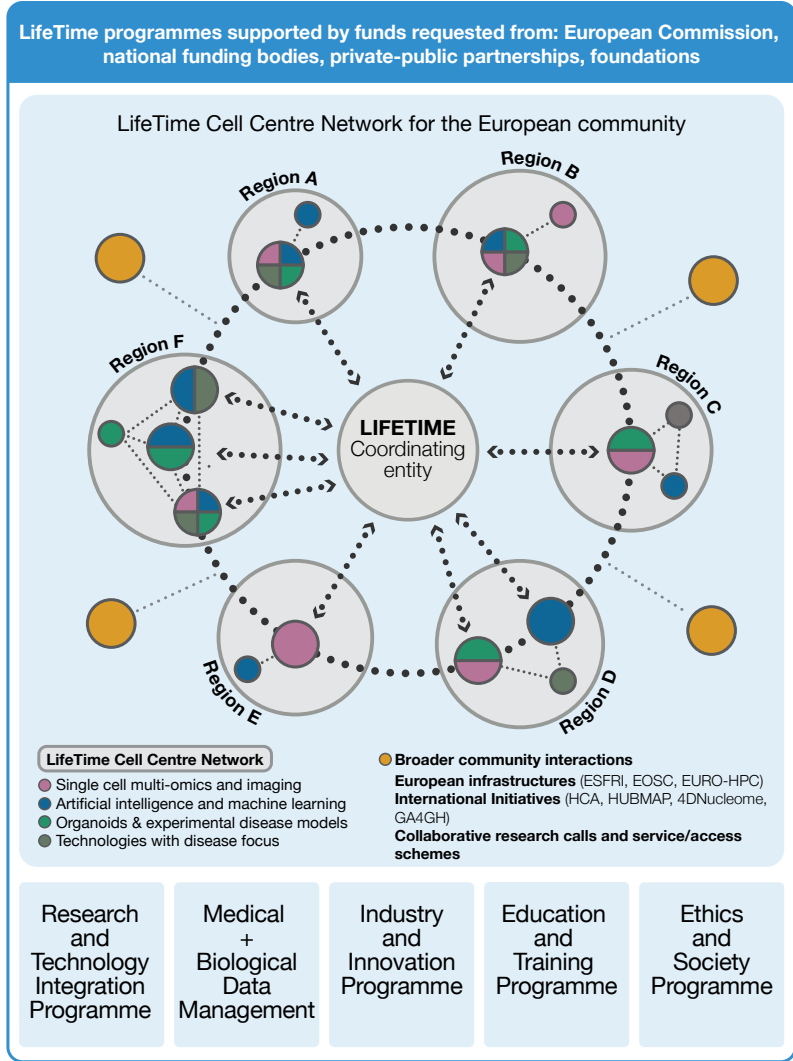 LifeTime programmes supported by funds requested from: European Commission,
national funding bodies, private-public partnerships, foundations
LifeTime Cell Centre Network for the European community
Region A
Region B
Region F
Region C
LIFETIME
Coordinating
entity
Region E
Region D
LifeTime Cell Centre Network
Single cell multi-omics and imaging
Artificial intelligence and machine learning
Organoids & experimental disease models
Technologies with disease focus
Broader community interactions
European infrastructures (ESFRI, EOSC, EURO-HPC)
International Initiatives (HCA, HUBMAP, 4DNucleome,
GA4GH)
Collaborative research calls and service/access
schemes
Research
and
Technology
Integration
Programme
Medical
+
Biological
Data
Management
Industry
and
Innovation
Programme
Education
and
Training
Programme
Ethics
and
Society
Programme